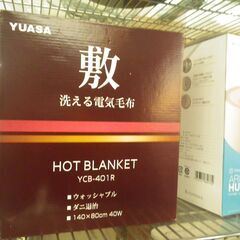 YUASA
敷
洗える電気毛布
HOT BLANKET
YCB-401R
■ウォッシャブル
■ダニ退治
■140×80cm 40W